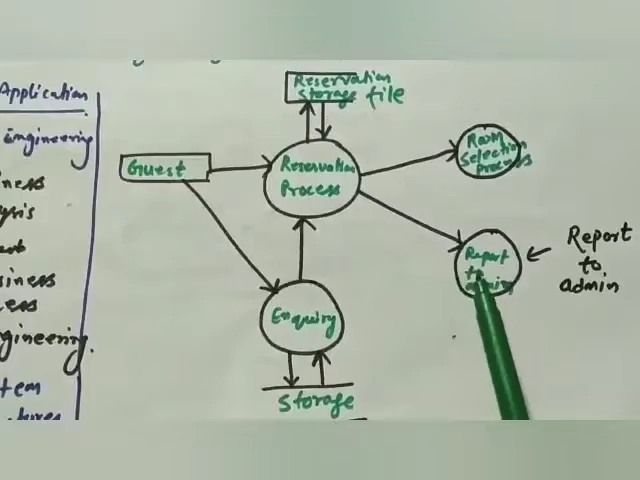 Application
Engineering
iness
ysis
siness
ess
gineering.
tem
Reservation
Storage file
Guest
Reservation
Process
Room
Selection
process
Report
to
Report
to
admin
Enquiry
Storage